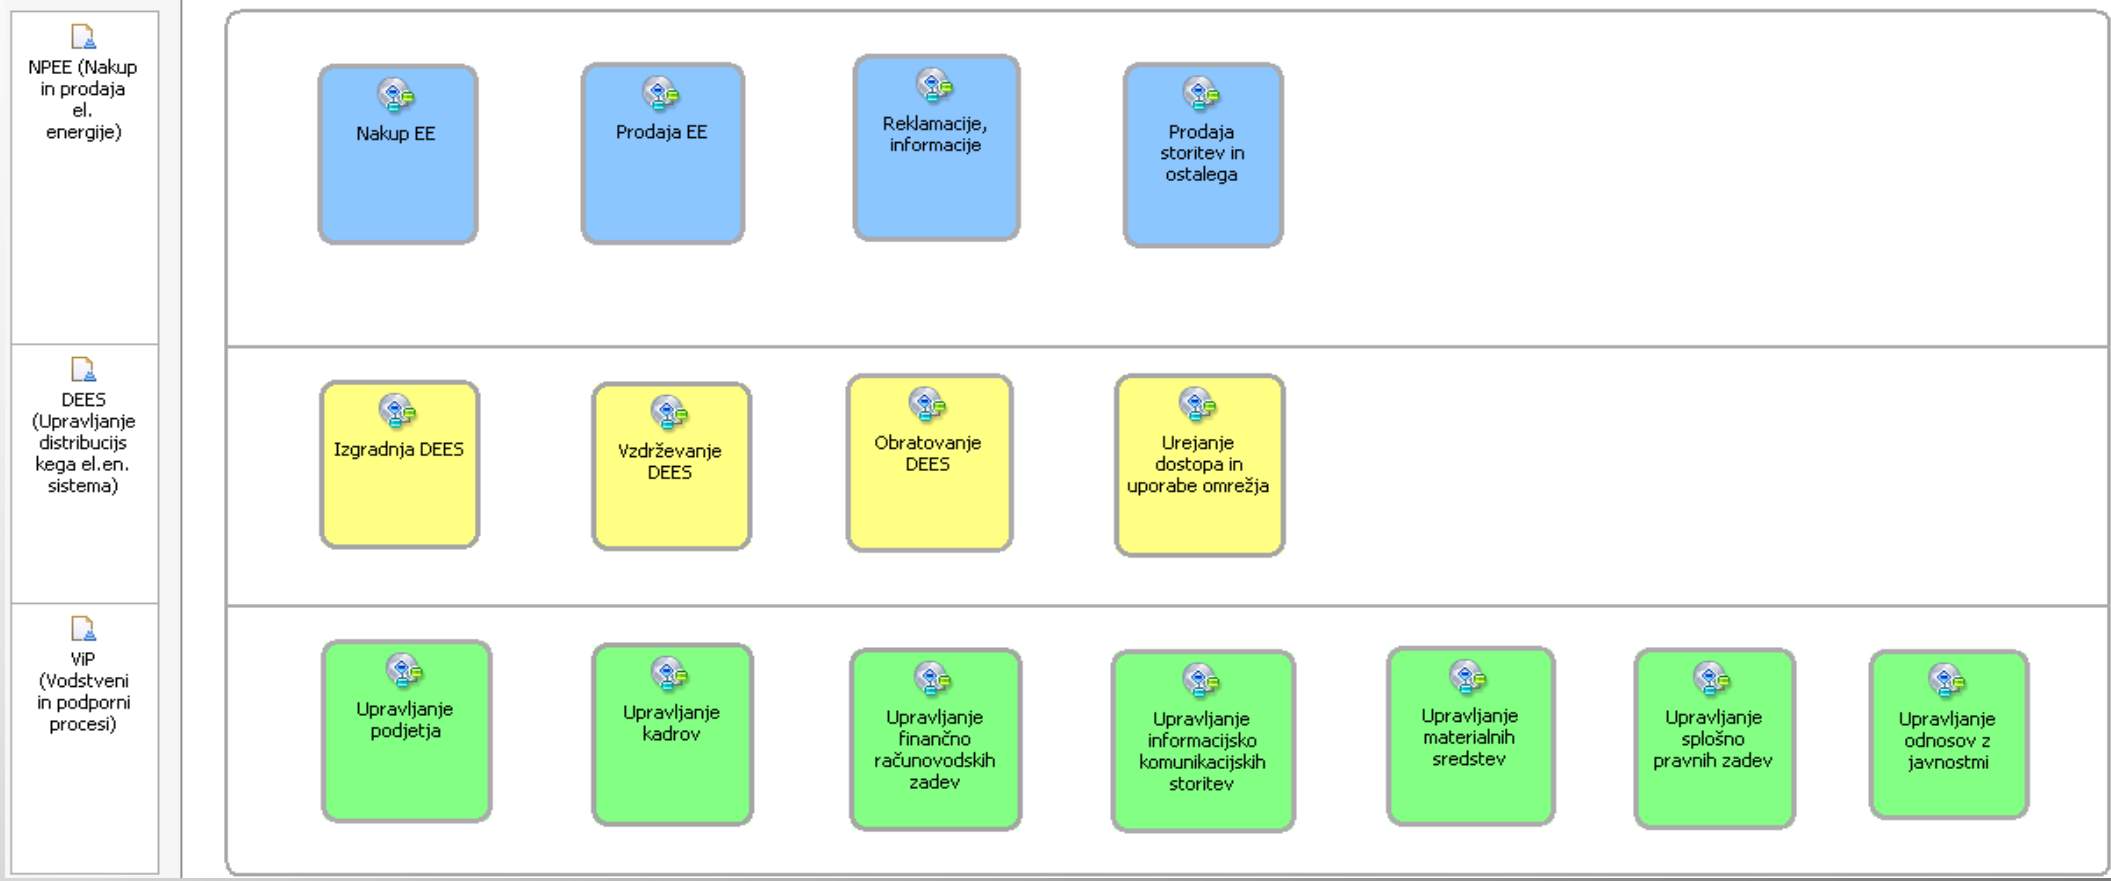 NPEE (Nakup
in prodaja
el.
energije)
Nakup EE
Prodaja EE
Reklamacije,
informacije
Prodaja
storitev in
ostalega
DEES
(Upravljanje
distribucijs
kega el.en.
sistema)
Izgradnja DEES
Vzdrževanje
DEES
Obratovanje
DEES
Urejanje
dostopa in
uporabe omrežja
ViP
(Vodstveni
in podporni
procesi)
Upravljanje
podjetja
Upravljanje
kadrov
Upravljanje
finančno
računovodskih
zadev
Upravljanje
informacijsko
komunikacijskih
storitev
Upravljanje
materialnih
sredstev
Upravljanje
splošno
pravnih zadev
Upravljanje
odnosov z
javnostmi